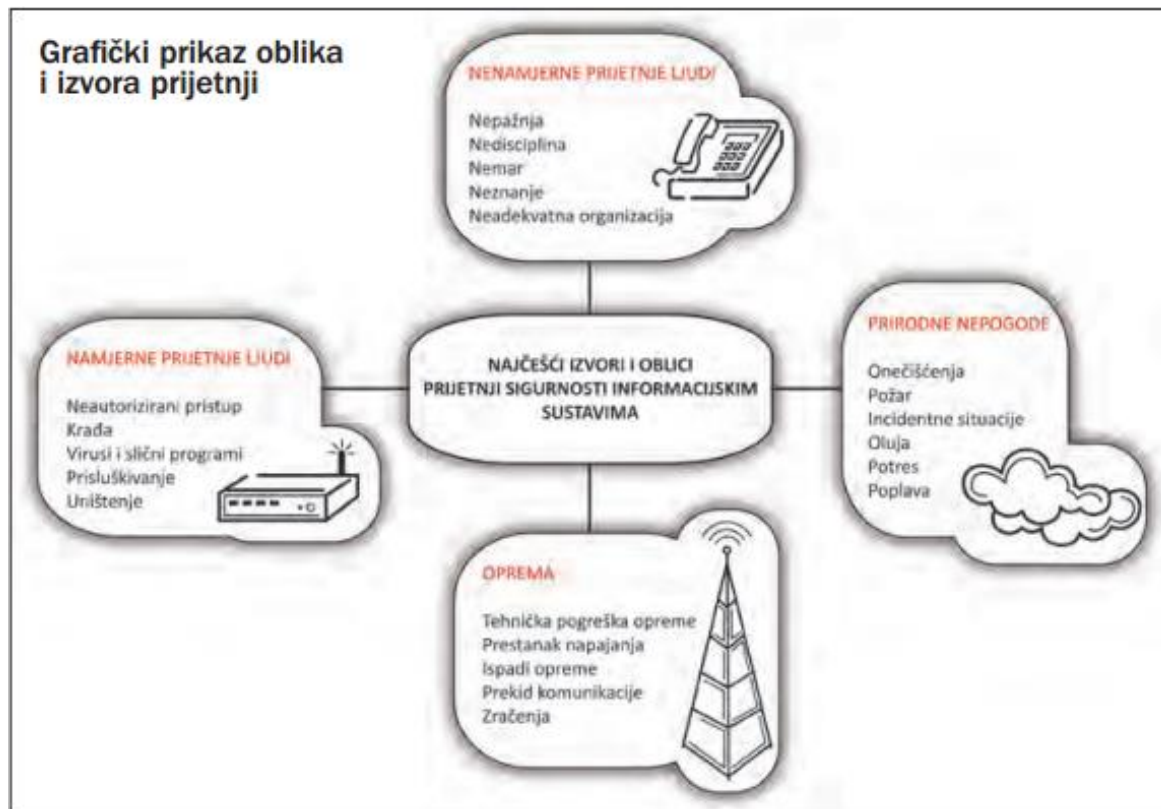 Grafički prikaz oblika
i izvora prijetnji
NENAMJERNE PRIJETNJE LJUDI
Nepažnja
Nedisciplina
Nemar
Neznanje
Neadekvatna organizacija
NAMJERNE PRIJETNJE LJUDI
Neautorizirani pristup
Krađa
Virusi i slični programi
Prisluškivanje
Uništenje
NAJČEŠĆI IZVORI I OBLICI
PRIJETNJI SIGURNOSTI INFORMACIJSKIM
SUSTAVIMA
PRIRODNE NEPOGODE
Onečišćenja
Požar
Incidentne situacije
Oluja
Potres
Poplava
OPREMA
Tehnička pogreška opreme
Prestanak napajanja
Ispadi opreme
Prekid komunikacije
Zračenja